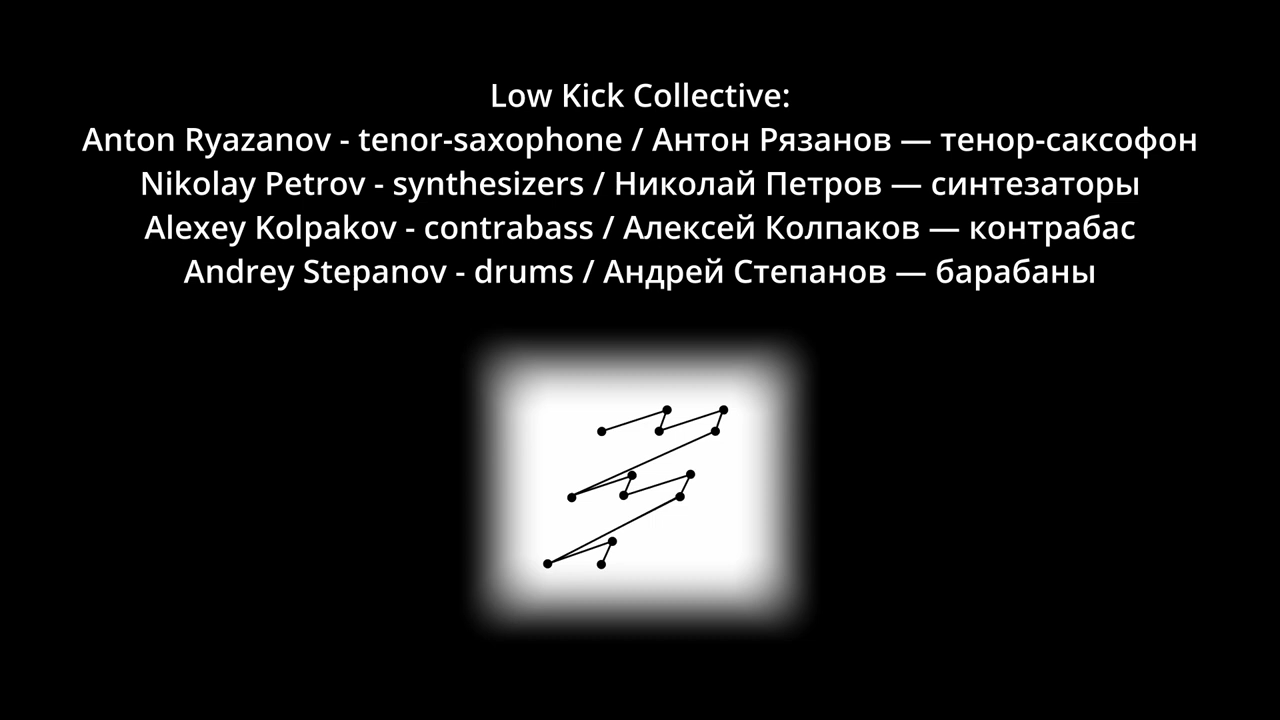 Low Kick Collective:
Anton Ryazanov - tenor-saxophone / Антон Рязанов — тенор-саксофон
Nikolay Petrov - synthesizers / Николай Петров — синтезаторы
Alexey Kolpakov - contrabass / Алексей Колпаков — контрабас
Andrey Stepanov - drums / Андрей Степанов — барабаны